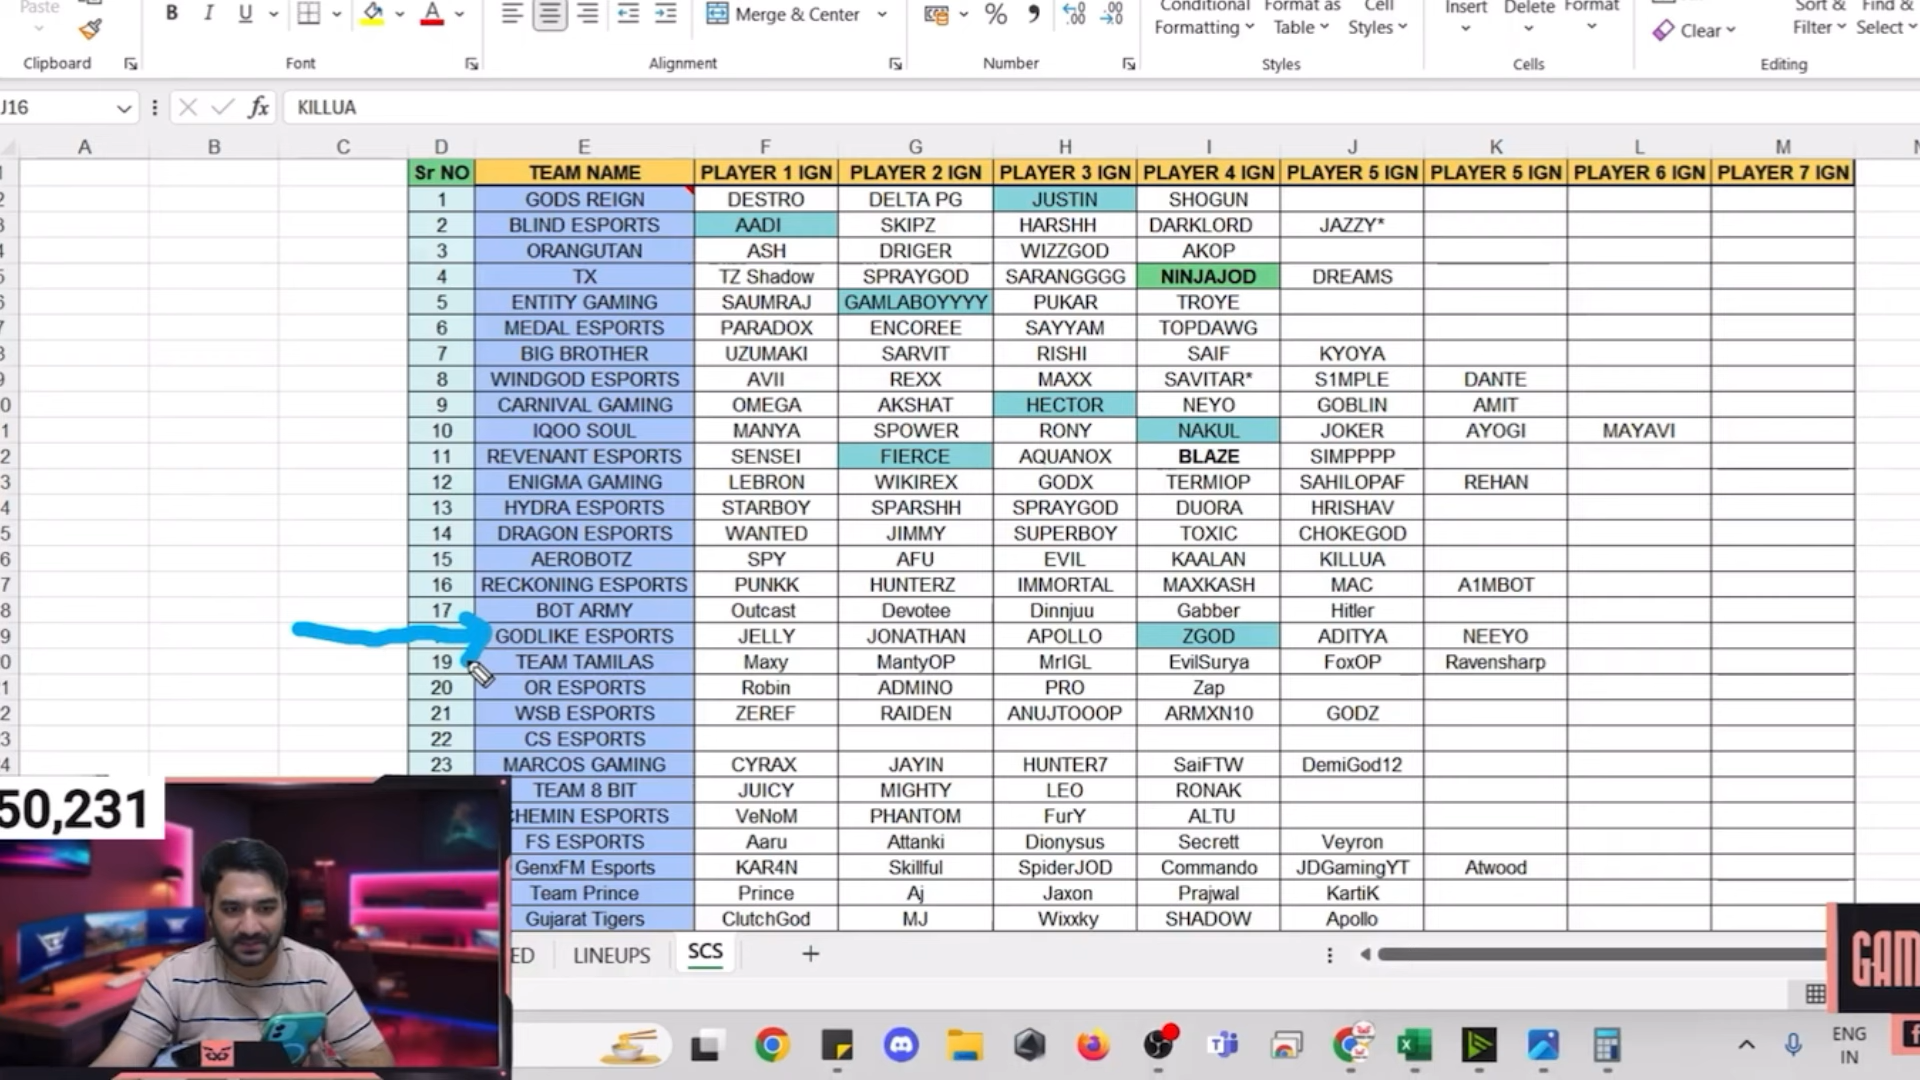 Paste
B I U A
Merge & Center
% 9
Conditional Formatting
Format as Table
Cell Styles
Insert
Delete
Format
Clear
Sort & Filter
Find & Select
Clipboard Font Alignment Number Styles Cells Editing
J16 fx KILLUA
A B C D E F G H I J K L M
Sr NO TEAM NAME PLAYER 1 IGN PLAYER 2 IGN PLAYER 3 IGN PLAYER 4 IGN PLAYER 5 IGN PLAYER 5 IGN PLAYER 6 IGN PLAYER 7 IGN
1 GODS REIGN DESTRO DELTA PG JUSTIN SHOGUN
2 BLIND ESPORTS AADI SKIPZ HARSHH DARKLORD JAZZY*
3 ORANGUTAN ASH DRIGER WIZZGOD AKOP
4 TX TZ Shadow SPRAYGOD SARANGGGG NINJAJOD DREAMS
5 ENTITY GAMING SAUMRAJ GAMLABOYYYY PUKAR TROYE
6 MEDAL ESPORTS PARADOX ENCOREE SAYYAM TOPDAWG
7 BIG BROTHER UZUMAKI SARVIT RISHI SAIF KYOYA
8 WINDGOD ESPORTS AVII REXX MAXX SAVITAR* S1MPLE DANTE
9 CARNIVAL GAMING OMEGA AKSHAT HECTOR NEYO GOBLIN AMIT
10 IQOO SOUL MANYA SPOWER RONY NAKUL JOKER AYOGI MAYAVI
11 REVENANT ESPORTS SENSEI FIERCE AQUANOX BLAZE SIMPPPP
12 ENIGMA GAMING LEBRON WIKIREX GODX TERMIOP SAHILOPAF REHAN
13 HYDRA ESPORTS STARBOY SPARSHH SPRAYGOD DUORA HRISHAV
14 DRAGON ESPORTS WANTED JIMMY SUPERBOY TOXIC CHOKEGOD
15 AEROBOTZ SPY AFU EVIL KAALAN KILLUA
16 RECKONING ESPORTS PUNKK HUNTERZ IMMORTAL MAXKASH MAC A1MBOT
17 BOT ARMY Outcast Devotee Dinnjuu Gabber Hitler
GODLIKE ESPORTS JELLY JONATHAN APOLLO ZGOD ADITYA NEEYO
19 TEAM TAMILAS Maxy MantyOP MrIGL EvilSurya FoxOP Ravensharp
20 OR ESPORTS Robin ADMINO PRO Zap
21 WSB ESPORTS ZEREF RAIDEN ANUJTOOOP ARMXN10 GODZ
22 CS ESPORTS
23 MARCOS GAMING CYRAX JAYIN HUNTER7 SaiFTW DemiGod12
TEAM 8 BIT JUICY MIGHTY LEO RONAK
CHEMIN ESPORTS VeNoM PHANTOM FurY ALTU
FS ESPORTS Aaru Attanki Dionysus Secrett Veyron
GenxFM Esports KAR4N Skillful SpiderJOD Commando JDGamingYT Atwood
Team Prince Prince Aj Jaxon Prajwal KartiK
Gujarat Tigers ClutchGod MJ Wixxky SHADOW Apollo
50,231
ED LINEUPS SCS +
GAM
ENG
IN